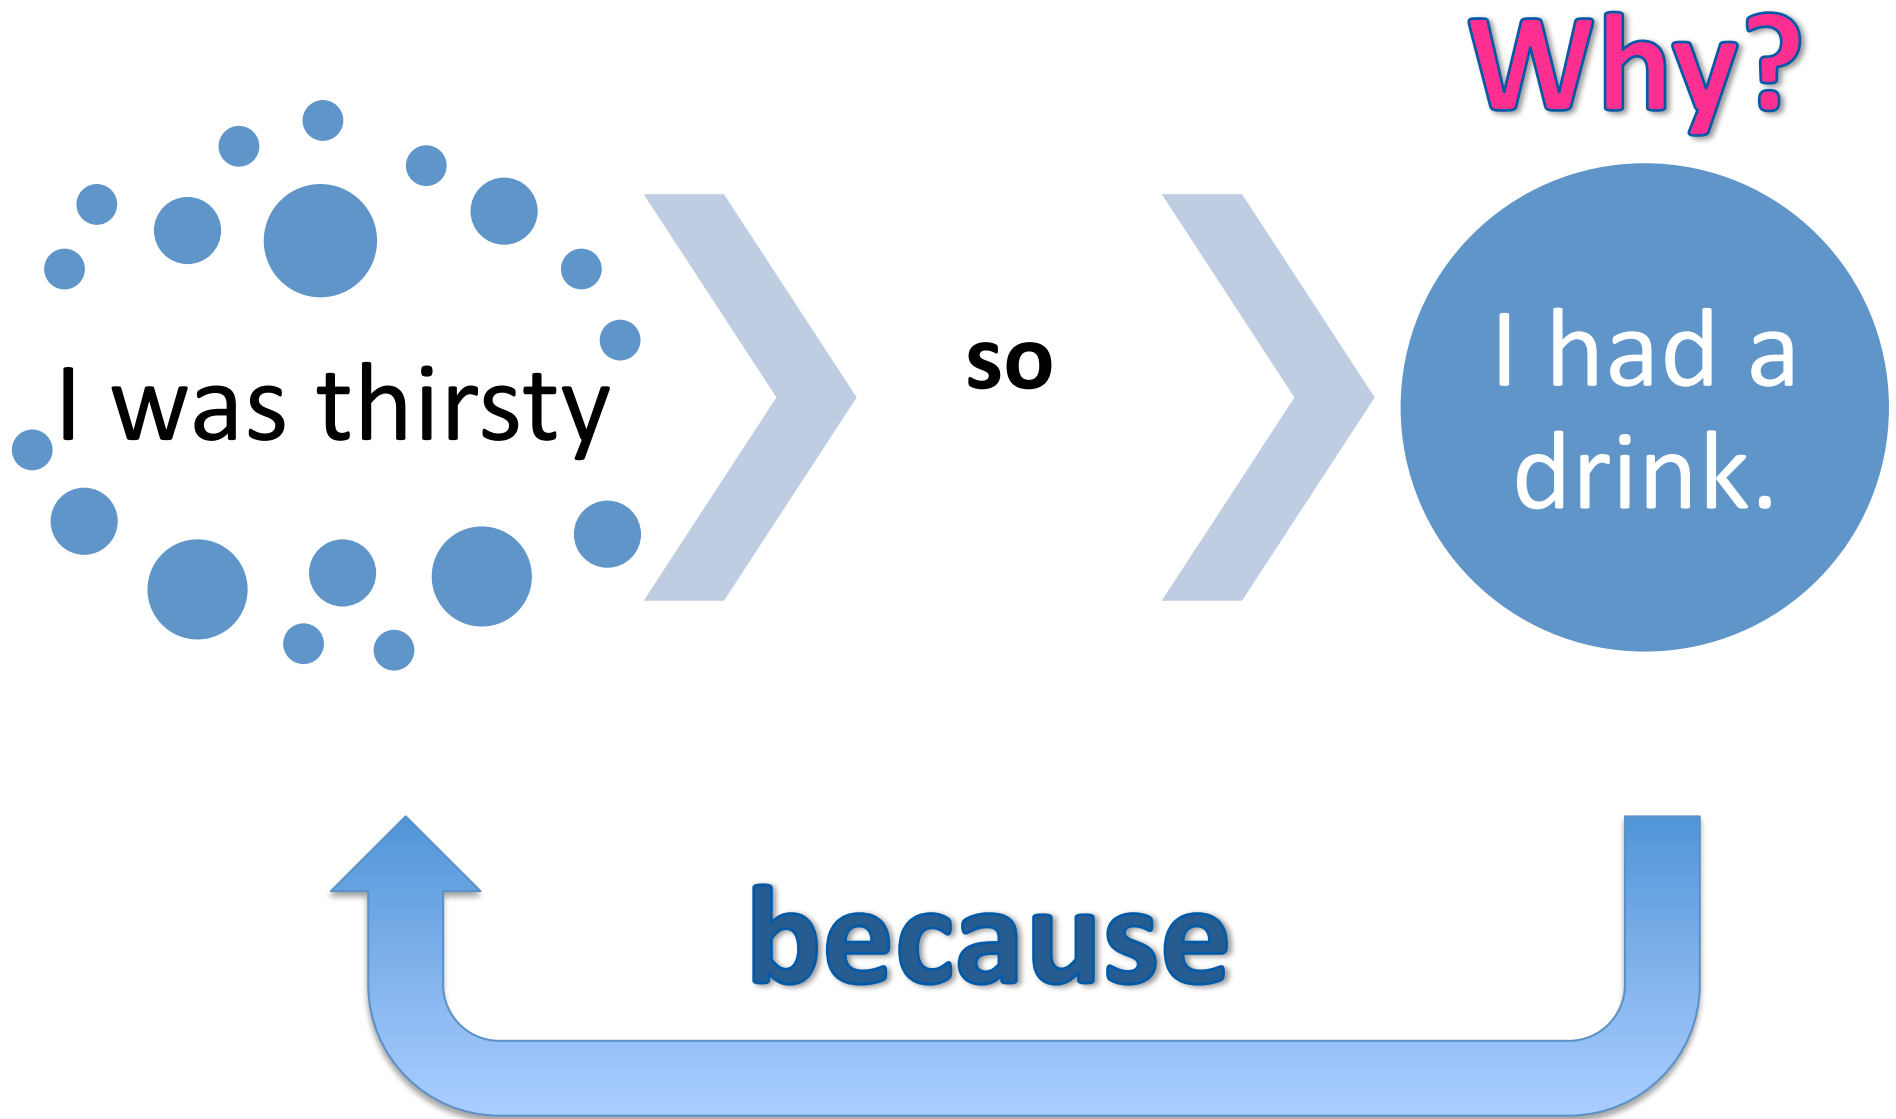 Why?
I was thirsty
so
I had a
drink.
because